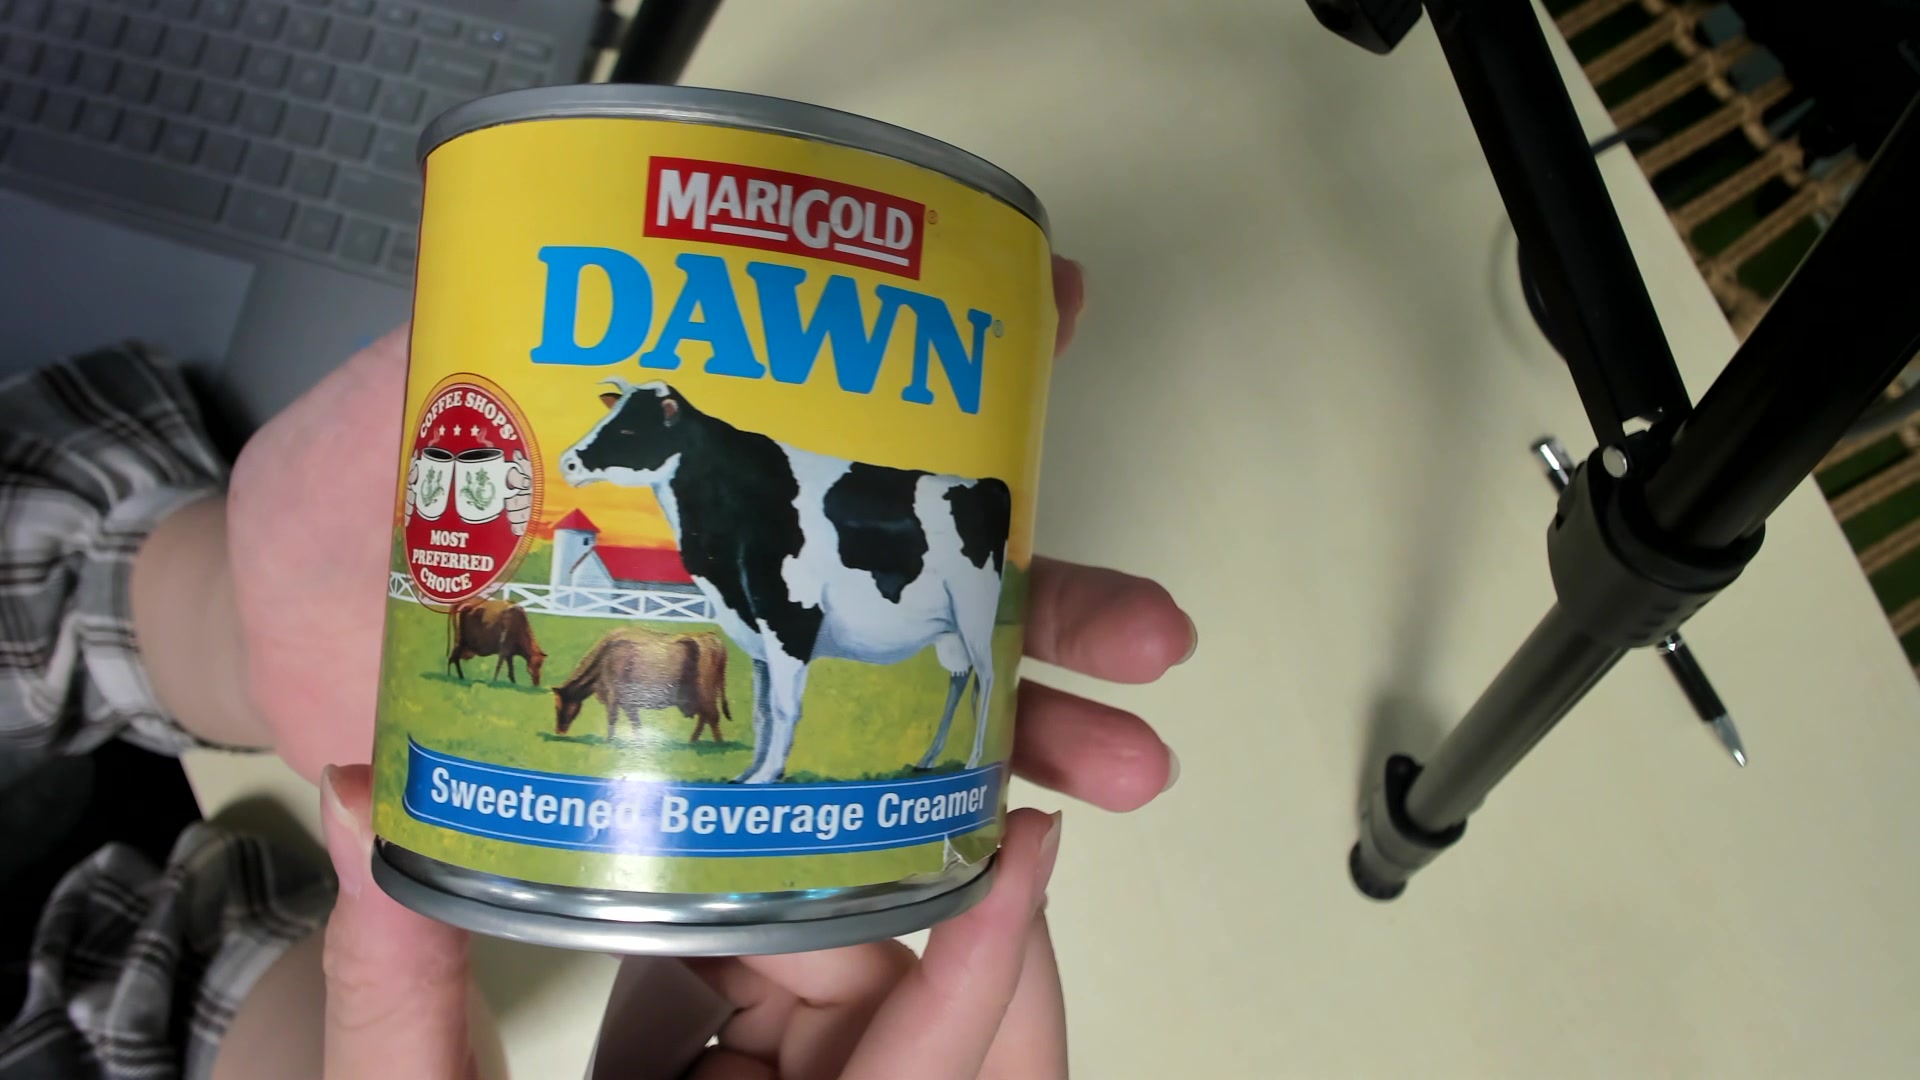 MARIGOLD®
DAWN®
COFFEE SHOPS'
MOST
PREFERRED
CHOICE
Sweetened Beverage Creamer